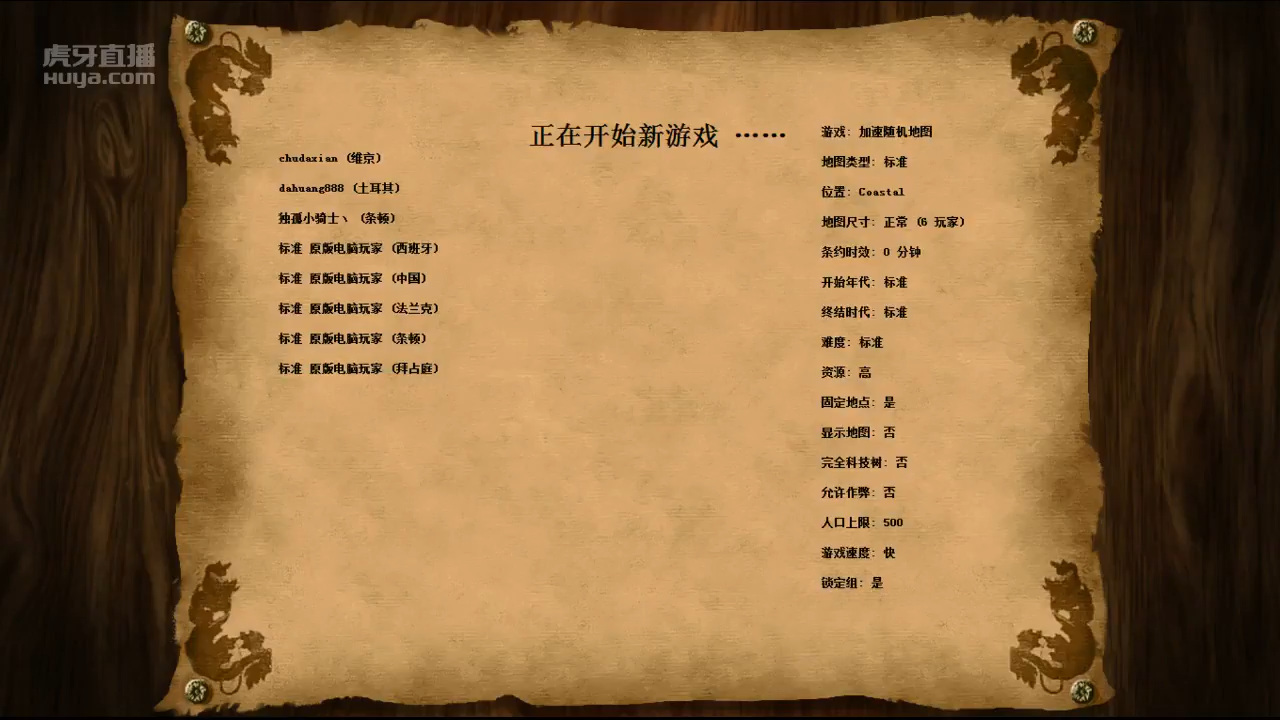 虎牙直播
HUYA.com
正在开始新游戏 ……
chudaxian (维京)
dahuang888 (土耳其)
独孤小骑士丶 (条顿)
标准 原版电脑玩家 (西班牙)
标准 原版电脑玩家 (中国)
标准 原版电脑玩家 (法兰克)
标准 原版电脑玩家 (条顿)
标准 原版电脑玩家 (拜占庭)
游戏: 加速随机地图
地图类型: 标准
位置: Coastal
地图尺寸: 正常 (6 玩家)
条约时效: 0 分钟
开始年代: 标准
终结时代: 标准
难度: 标准
资源: 高
固定地点: 是
显示地图: 否
完全科技树: 否
允许作弊: 否
人口上限: 500
游戏速度: 快
锁定组: 是